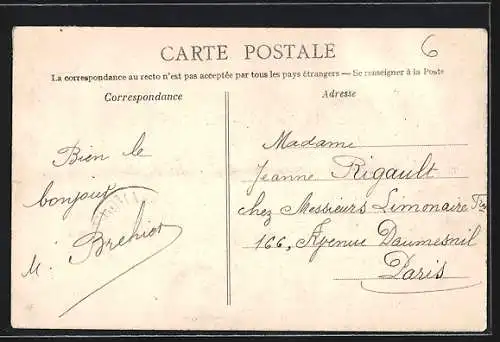 6
CARTE POSTALE
La correspondance au recto n'est pas acceptée par tous les pays étrangers — Se renseigner à la Poste
Correspondance
Adresse
Bien le
bonjour
M. Brehier
Madame
Jeanne Rigault
chez Messieurs Limonaire Frs
166, Avenue Daumesnil
Paris